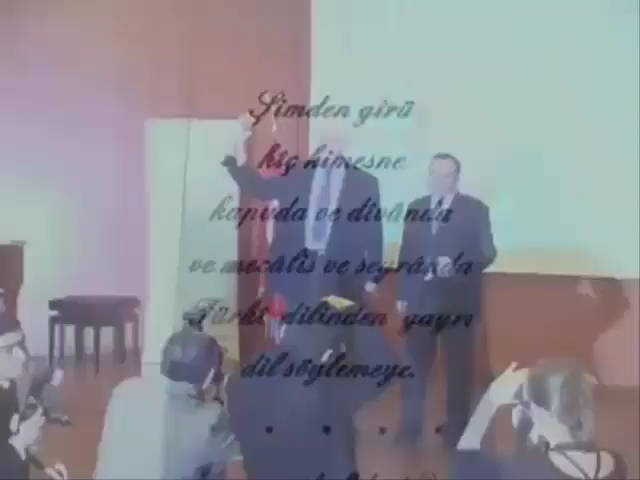 Şimden girü
hiç kimesne
kapuda ve divânda
ve mecâlis ve seyrânda
Türki dilinden gayrı
dil söylemeye.